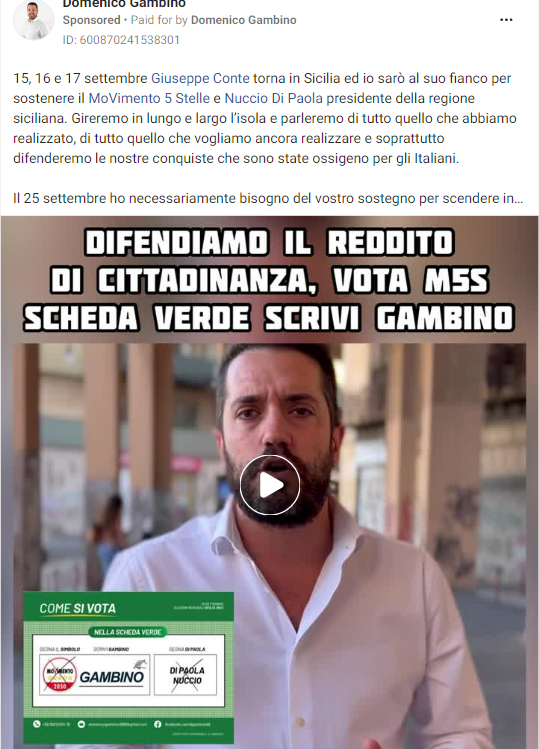 Domenico Gambino
Sponsored • Paid for by Domenico Gambino
ID: 600870241538301
15, 16 e 17 settembre Giuseppe Conte torna in Sicilia ed io sarò al suo fianco per
sostenere il MoVimento 5 Stelle e Nuccio Di Paola presidente della regione
siciliana. Gireremo in lungo e largo l'isola e parleremo di tutto quello che abbiamo
realizzato, di tutto quello che vogliamo ancora realizzare e soprattutto
difenderemo le nostre conquiste che sono state ossigeno per gli Italiani.
Il 25 settembre ho necessariamente bisogno del vostro sostegno per scendere in...
DIFENDIAMO IL REDDITO
DI CITTADINANZA, VOTA M5S
SCHEDA VERDE SCRIVI GAMBINO
COME SI VOTA
NELLA SCHEDA VERDE
SEGNA IL SIMBOLO
SCRIVI GAMBINO
SEGNA DI PAOLA
MOVIMENTO
2050
GAMBINO
DI PAOLA
NUCCIO